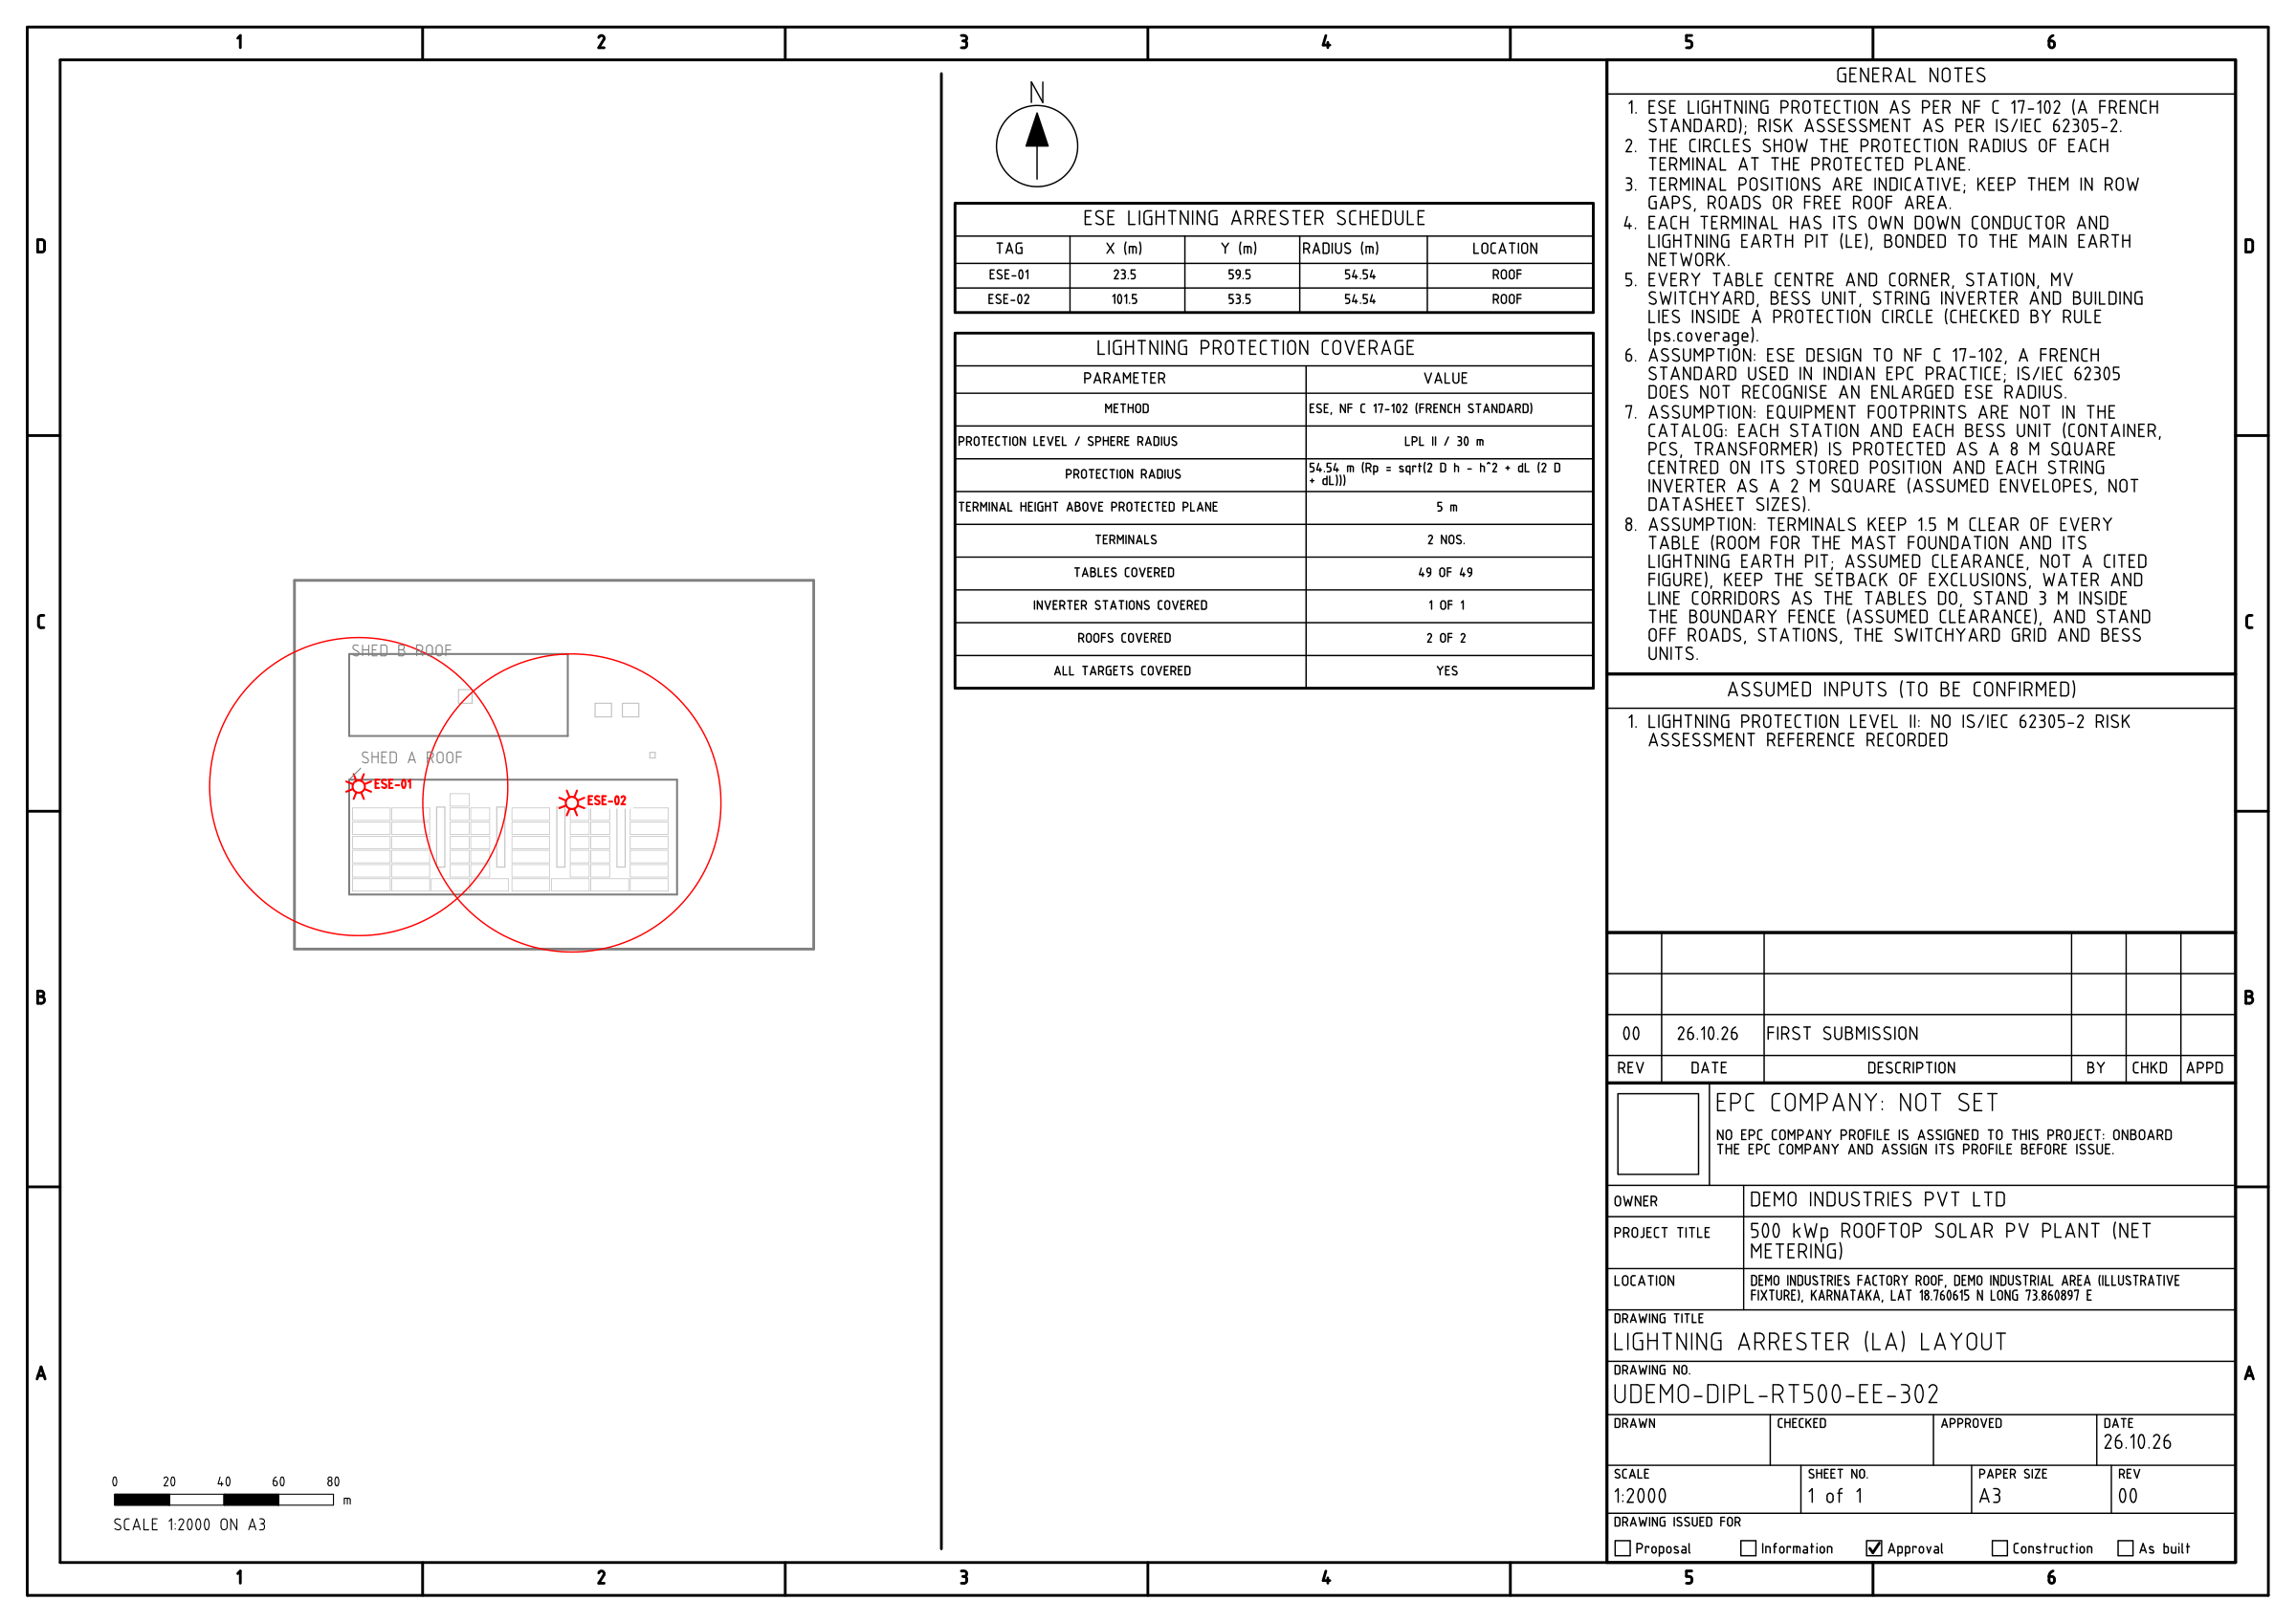 1 2 3 4 5 6
D
C
B
A
D
C
B
A
1 2 3 4 5 6
SHED B ROOF
SHED A ROOF
ESE-01
ESE-02
0 20 40 60 80
m
SCALE 1:2000 ON A3
N
ESE LIGHTNING ARRESTER SCHEDULE
TAG X (m) Y (m) RADIUS (m) LOCATION
ESE-01 23.5 59.5 54.54 ROOF
ESE-02 101.5 53.5 54.54 ROOF
LIGHTNING PROTECTION COVERAGE
PARAMETER VALUE
METHOD ESE, NF C 17-102 (FRENCH STANDARD)
PROTECTION LEVEL / SPHERE RADIUS LPL II / 30 m
PROTECTION RADIUS 54.54 m (Rp = sqrt(2 D h - h^2 + dL (2 D
+ dL)))
TERMINAL HEIGHT ABOVE PROTECTED PLANE 5 m
TERMINALS 2 NOS.
TABLES COVERED 49 OF 49
INVERTER STATIONS COVERED 1 OF 1
ROOFS COVERED 2 OF 2
ALL TARGETS COVERED YES
GENERAL NOTES
1. ESE LIGHTNING PROTECTION AS PER NF C 17-102 (A FRENCH
STANDARD); RISK ASSESSMENT AS PER IS/IEC 62305-2.
2. THE CIRCLES SHOW THE PROTECTION RADIUS OF EACH
TERMINAL AT THE PROTECTED PLANE.
3. TERMINAL POSITIONS ARE INDICATIVE; KEEP THEM IN ROW
GAPS, ROADS OR FREE ROOF AREA.
4. EACH TERMINAL HAS ITS OWN DOWN CONDUCTOR AND
LIGHTNING EARTH PIT (LE), BONDED TO THE MAIN EARTH
NETWORK.
5. EVERY TABLE CENTRE AND CORNER, STATION, MV
SWITCHYARD, BESS UNIT, STRING INVERTER AND BUILDING
LIES INSIDE A PROTECTION CIRCLE (CHECKED BY RULE
lps.coverage).
6. ASSUMPTION: ESE DESIGN TO NF C 17-102, A FRENCH
STANDARD USED IN INDIAN EPC PRACTICE; IS/IEC 62305
DOES NOT RECOGNISE AN ENLARGED ESE RADIUS.
7. ASSUMPTION: EQUIPMENT FOOTPRINTS ARE NOT IN THE
CATALOG: EACH STATION AND EACH BESS UNIT (CONTAINER,
PCS, TRANSFORMER) IS PROTECTED AS A 8 M SQUARE
CENTRED ON ITS STORED POSITION AND EACH STRING
INVERTER AS A 2 M SQUARE (ASSUMED ENVELOPES, NOT
DATASHEET SIZES).
8. ASSUMPTION: TERMINALS KEEP 1.5 M CLEAR OF EVERY
TABLE (ROOM FOR THE MAST FOUNDATION AND ITS
LIGHTNING EARTH PIT; ASSUMED CLEARANCE, NOT A CITED
FIGURE), KEEP THE SETBACK OF EXCLUSIONS, WATER AND
LINE CORRIDORS AS THE TABLES DO, STAND 3 M INSIDE
THE BOUNDARY FENCE (ASSUMED CLEARANCE), AND STAND
OFF ROADS, STATIONS, THE SWITCHYARD GRID AND BESS
UNITS.
ASSUMED INPUTS (TO BE CONFIRMED)
1. LIGHTNING PROTECTION LEVEL II: NO IS/IEC 62305-2 RISK
ASSESSMENT REFERENCE RECORDED
00 26.10.26 FIRST SUBMISSION
REV DATE DESCRIPTION BY CHKD APPD
EPC COMPANY: NOT SET
NO EPC COMPANY PROFILE IS ASSIGNED TO THIS PROJECT: ONBOARD
THE EPC COMPANY AND ASSIGN ITS PROFILE BEFORE ISSUE.
OWNER DEMO INDUSTRIES PVT LTD
PROJECT TITLE 500 kWp ROOFTOP SOLAR PV PLANT (NET
METERING)
LOCATION DEMO INDUSTRIES FACTORY ROOF, DEMO INDUSTRIAL AREA (ILLUSTRATIVE
FIXTURE), KARNATAKA, LAT 18.760615 N LONG 73.860897 E
DRAWING TITLE
LIGHTNING ARRESTER (LA) LAYOUT
DRAWING NO.
UDEMO-DIPL-RT500-EE-302
DRAWN CHECKED APPROVED DATE
26.10.26
SCALE SHEET NO. PAPER SIZE REV
1:2000 1 of 1 A3 00
DRAWING ISSUED FOR
Proposal Information Approval Construction As built